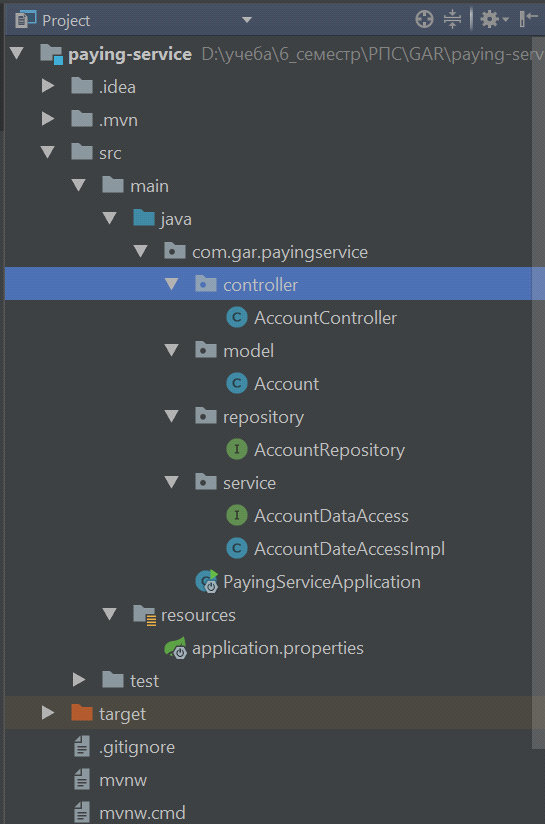 Project
paying-service D:\учеба\6_семестр\РПС\GAR\paying-serv
.idea
.mvn
src
main
java
com.gar.payingservice
controller
C AccountController
model
C Account
repository
I AccountRepository
service
I AccountDataAccess
C AccountDateAccessImpl
PayingServiceApplication
resources
application.properties
test
target
.gitignore
mvnw
mvnw.cmd